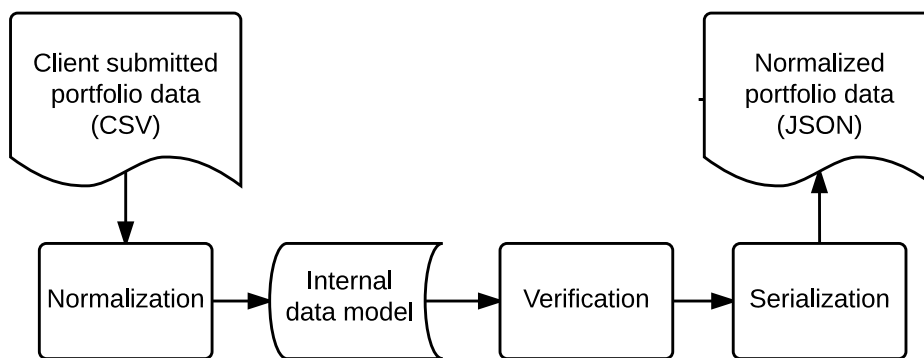 Client submitted
portfolio data
(CSV)
Normalized
portfolio data
(JSON)
Normalization
Internal
data model
Verification
Serialization